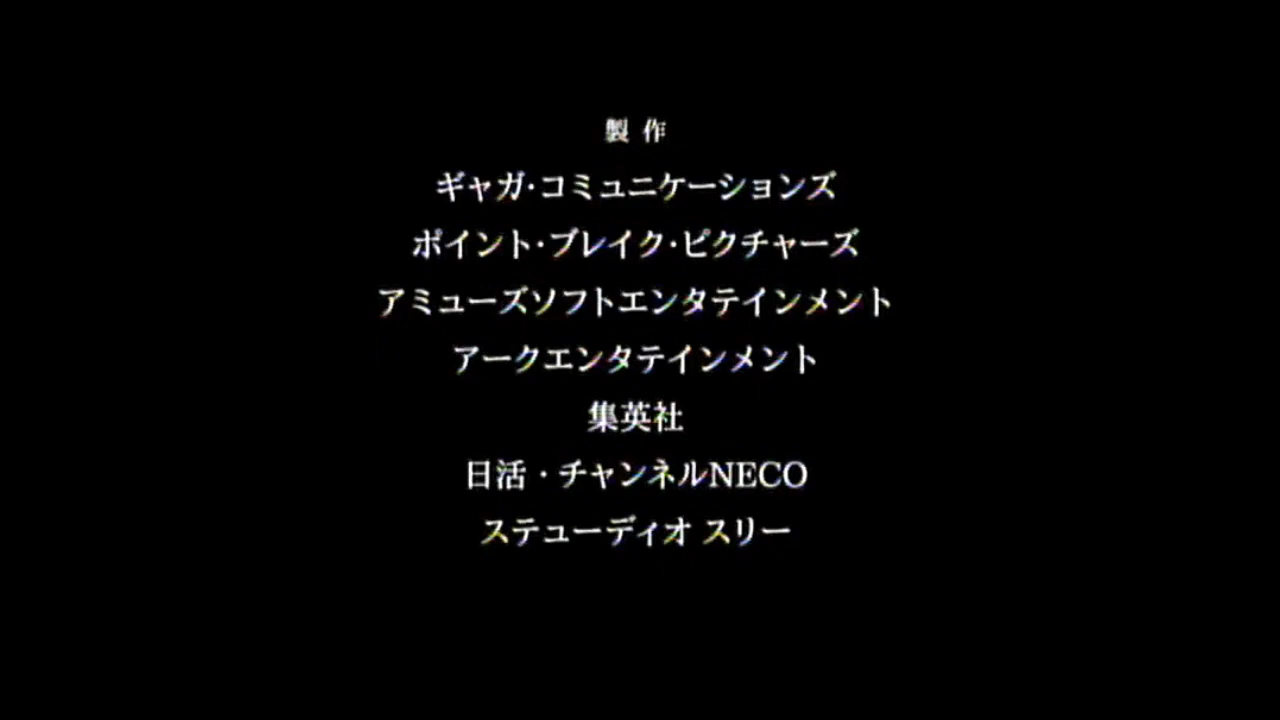 製作
ギャガ･コミュニケーションズ
ポイント･ブレイク･ピクチャーズ
アミューズソフトエンタテインメント
アークエンタテインメント
集英社
日活・チャンネルNECO
ステューディオ スリー